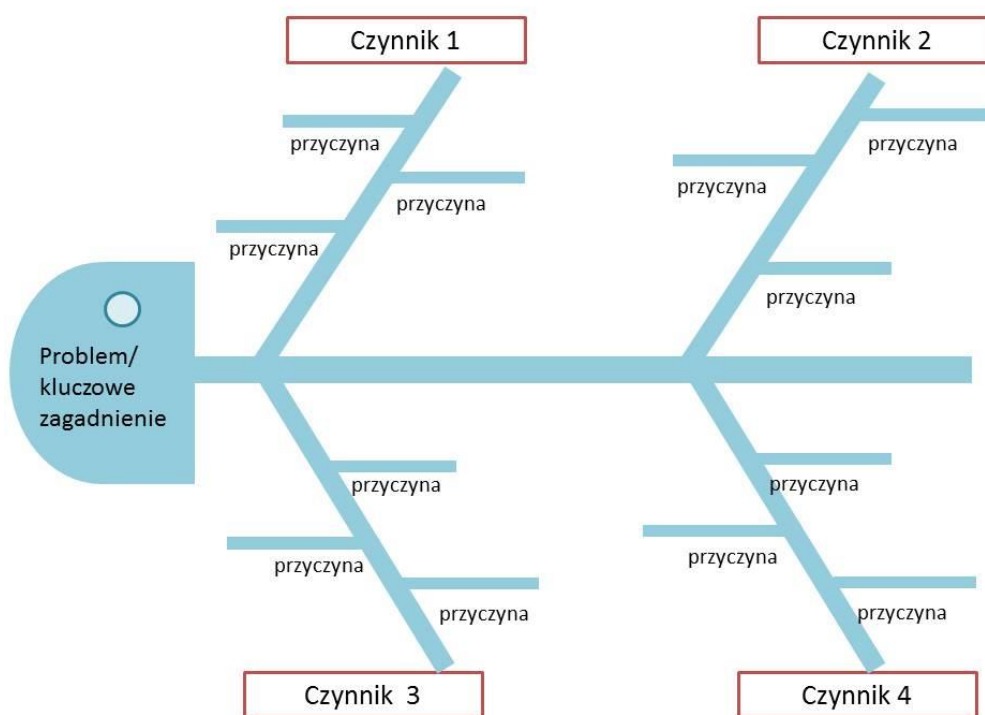 Czynnik 1
Czynnik 2
przyczyna
przyczyna
przyczyna
przyczyna
przyczyna
przyczyna
Problem/
kluczowe
zagadnienie
przyczyna
przyczyna
przyczyna
przyczyna
przyczyna
przyczyna
Czynnik 3
Czynnik 4